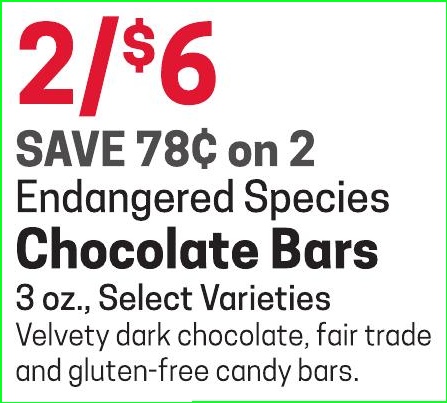 2/$6
SAVE 78¢ on 2
Endangered Species
Chocolate Bars
3 oz., Select Varieties
Velvety dark chocolate, fair trade
and gluten-free candy bars.